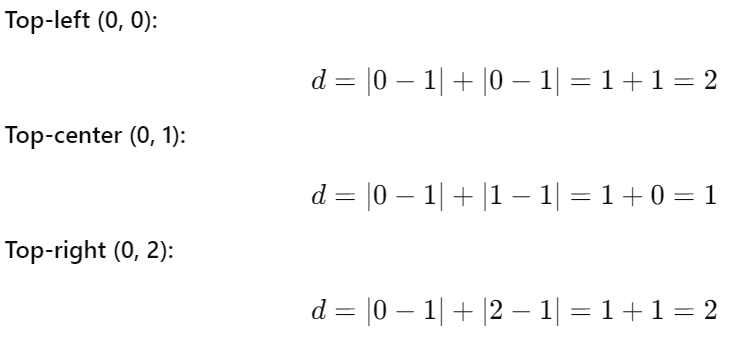 Top-left (0, 0):
d = |0 − 1| + |0 − 1| = 1 + 1 = 2
Top-center (0, 1):
d = |0 − 1| + |1 − 1| = 1 + 0 = 1
Top-right (0, 2):
d = |0 − 1| + |2 − 1| = 1 + 1 = 2